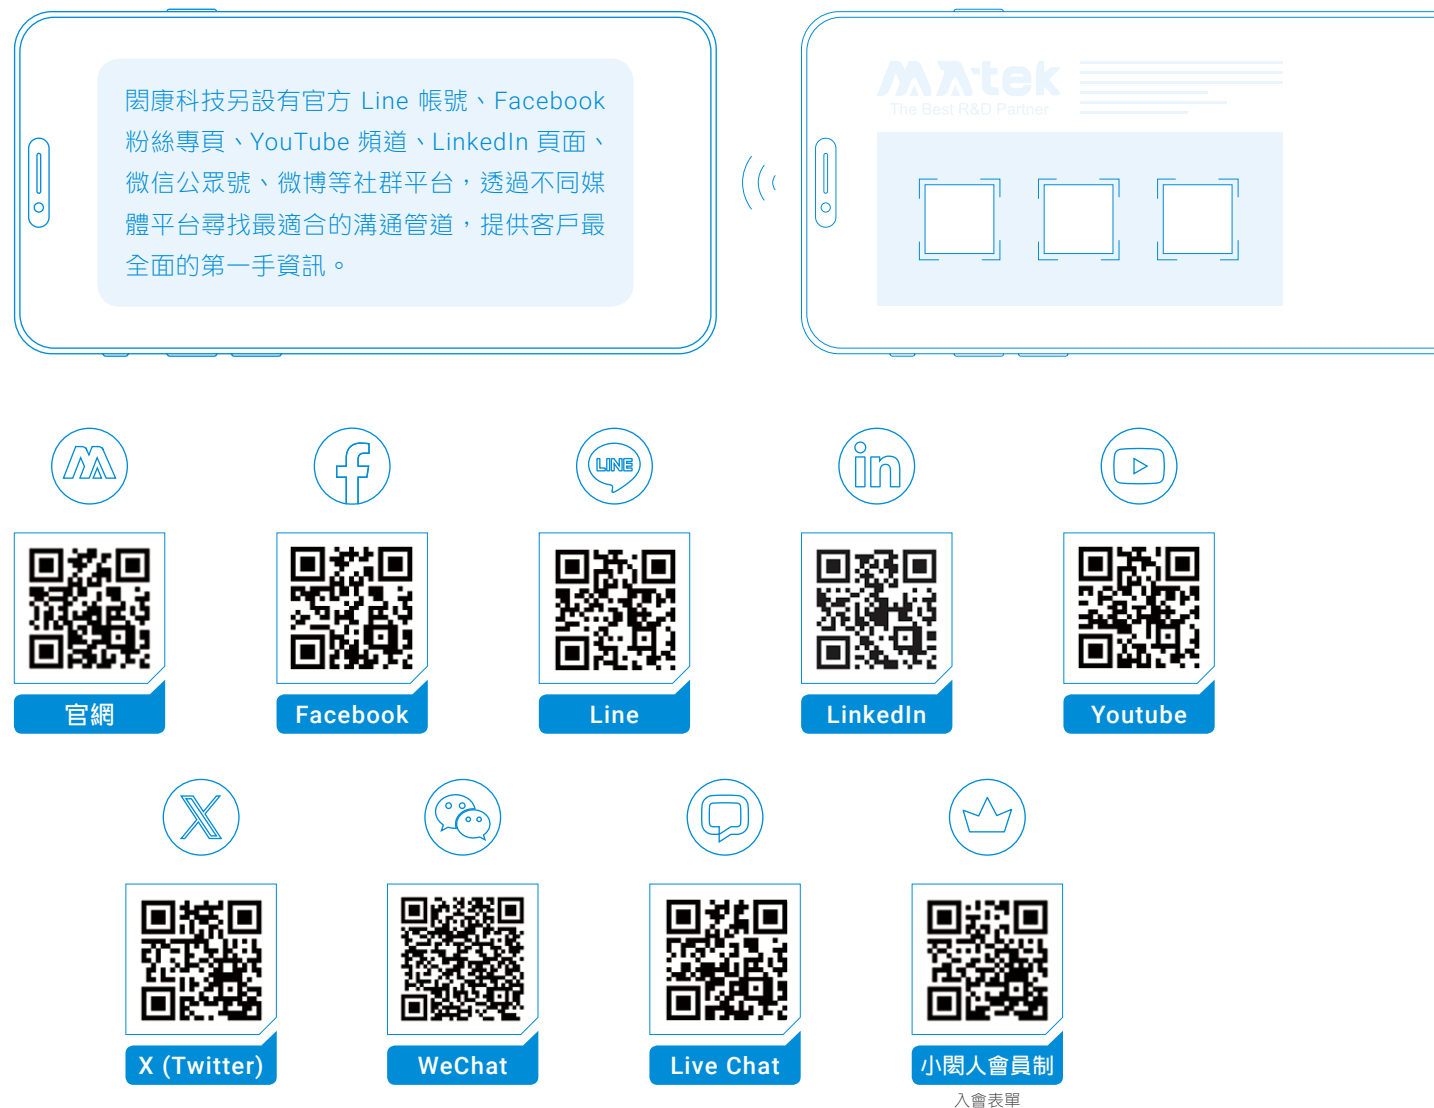 閎康科技另設有官方 Line 帳號、Facebook
粉絲專頁、YouTube 頻道、LinkedIn 頁面、
微信公眾號、微博等社群平台，透過不同媒
體平台尋找最適合的溝通管道，提供客戶最
全面的第一手資訊。
MA-tek
The Best R&D Partner
LINE
in
官網
Facebook
Line
LinkedIn
Youtube
X (Twitter)
WeChat
Live Chat
小閎人會員制
入會表單